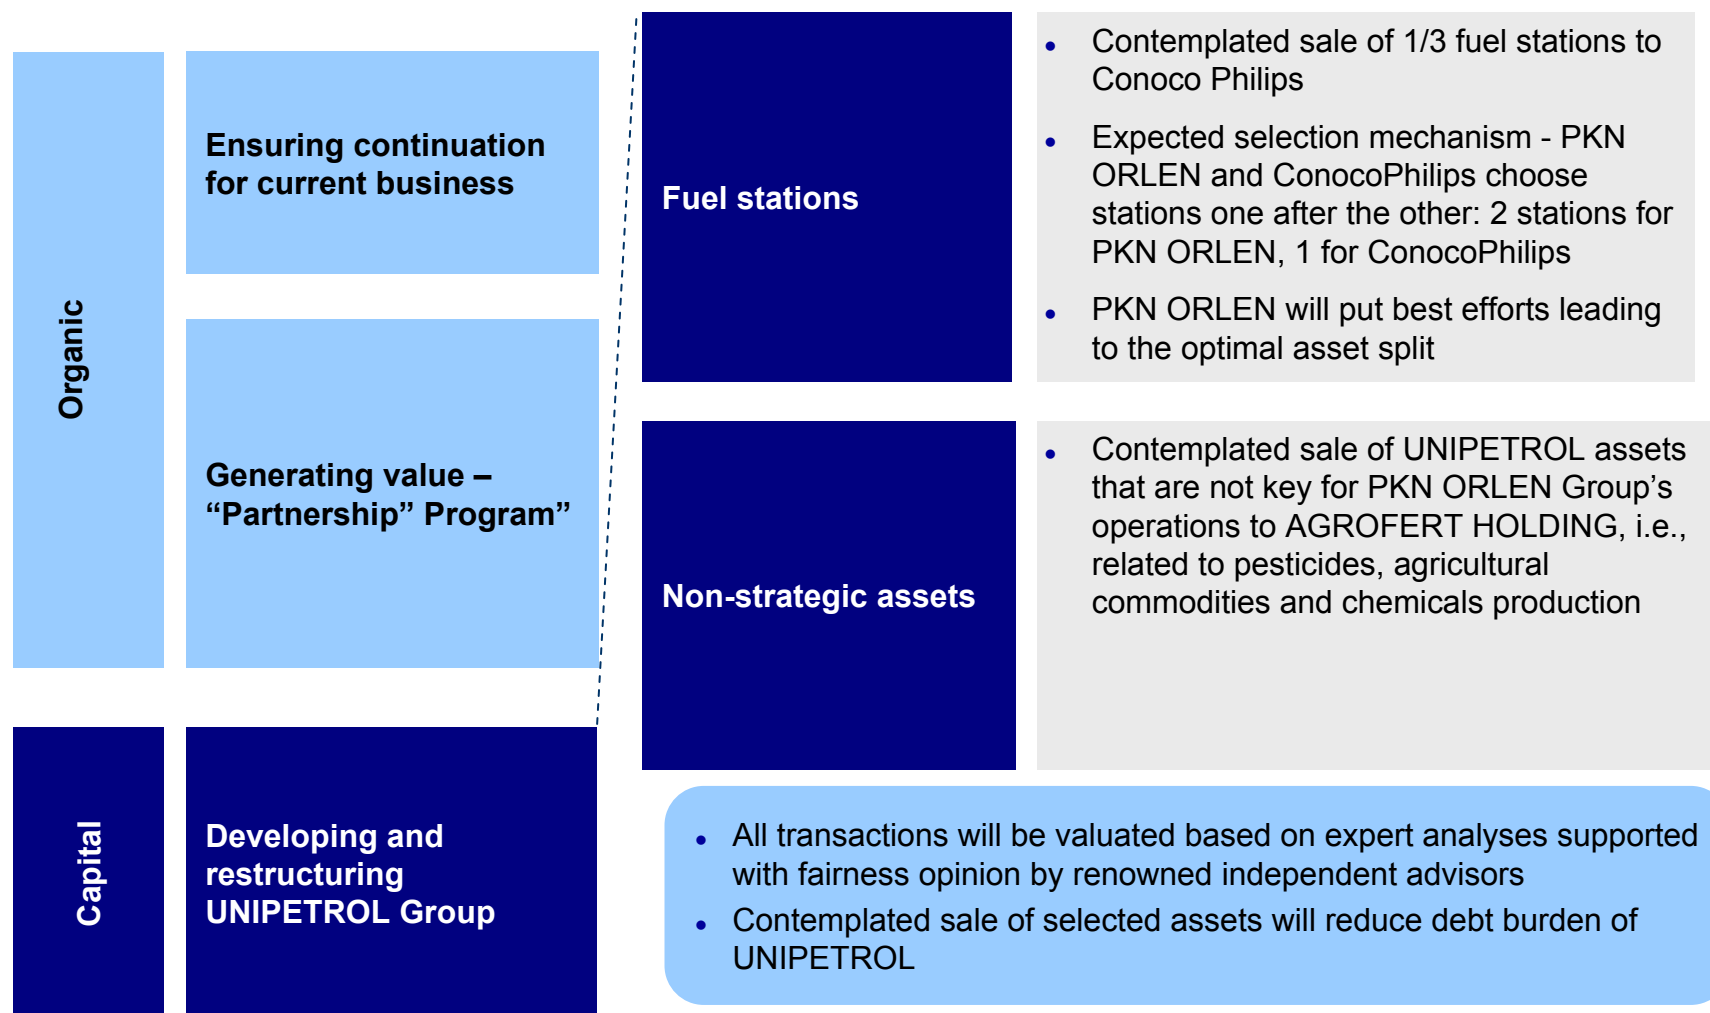 Organic
Ensuring continuation
for current business
Generating value –
“Partnership” Program”
Capital
Developing and
restructuring
UNIPETROL Group
Fuel stations
• Contemplated sale of 1/3 fuel stations to
Conoco Philips
• Expected selection mechanism - PKN
ORLEN and ConocoPhilips choose
stations one after the other: 2 stations for
PKN ORLEN, 1 for ConocoPhilips
• PKN ORLEN will put best efforts leading
to the optimal asset split
Non-strategic assets
• Contemplated sale of UNIPETROL assets
that are not key for PKN ORLEN Group’s
operations to AGROFERT HOLDING, i.e.,
related to pesticides, agricultural
commodities and chemicals production
• All transactions will be valuated based on expert analyses supported
with fairness opinion by renowned independent advisors
• Contemplated sale of selected assets will reduce debt burden of
UNIPETROL